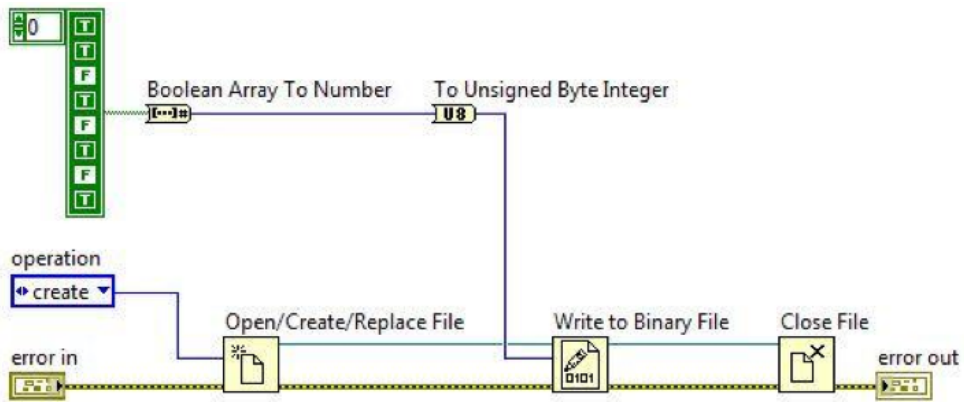 0
T
T
F
T
F
T
F
T
Boolean Array To Number
[···]#
To Unsigned Byte Integer
U8
operation
create
Open/Create/Replace File
Write to Binary File
0101
Close File
error in
error out